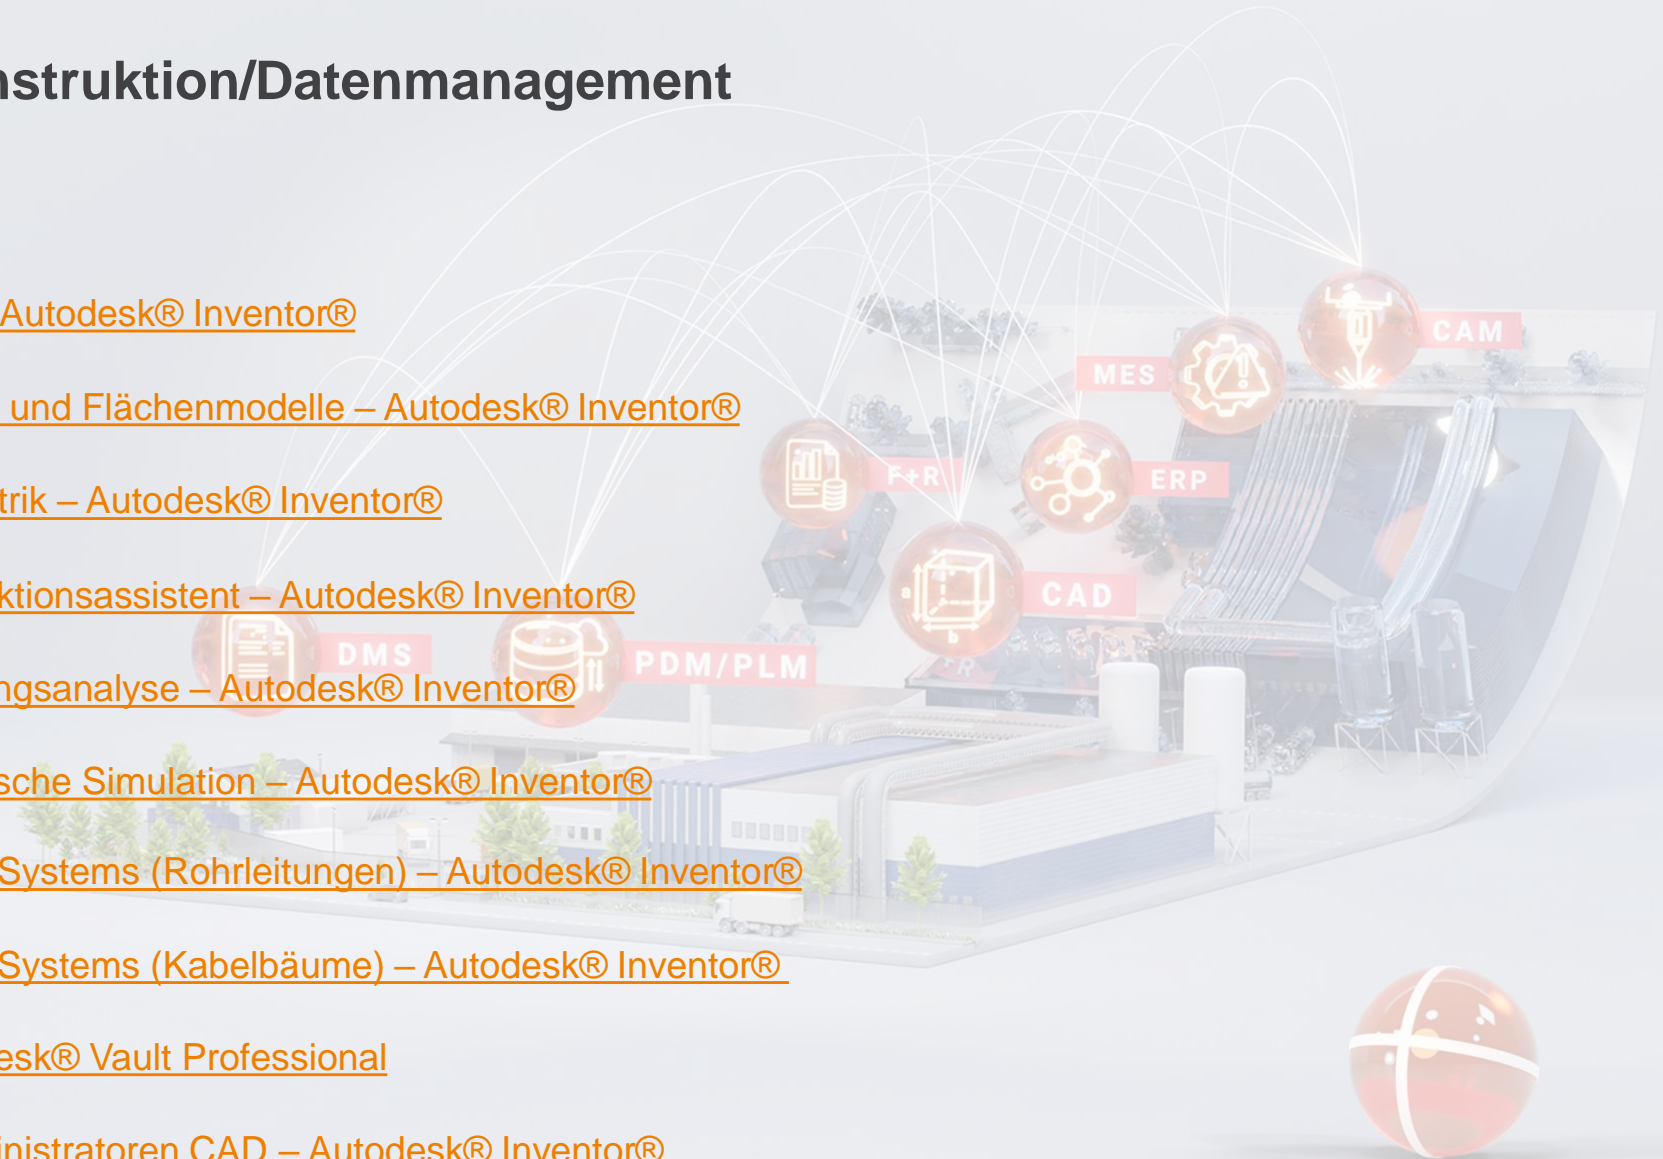 nstruktion/Datenmanagement
Autodesk® Inventor®
und Flächenmodelle – Autodesk® Inventor®
trik – Autodesk® Inventor®
ktionsassistent – Autodesk® Inventor®
ngsanalyse – Autodesk® Inventor®
sche Simulation – Autodesk® Inventor®
Systems (Rohrleitungen) – Autodesk® Inventor®
Systems (Kabelbäume) – Autodesk® Inventor®
esk® Vault Professional
inistratoren CAD – Autodesk® Inventor®
CAM
MES
F+R
ERP
CAD
a
b
DMS
PDM/PLM